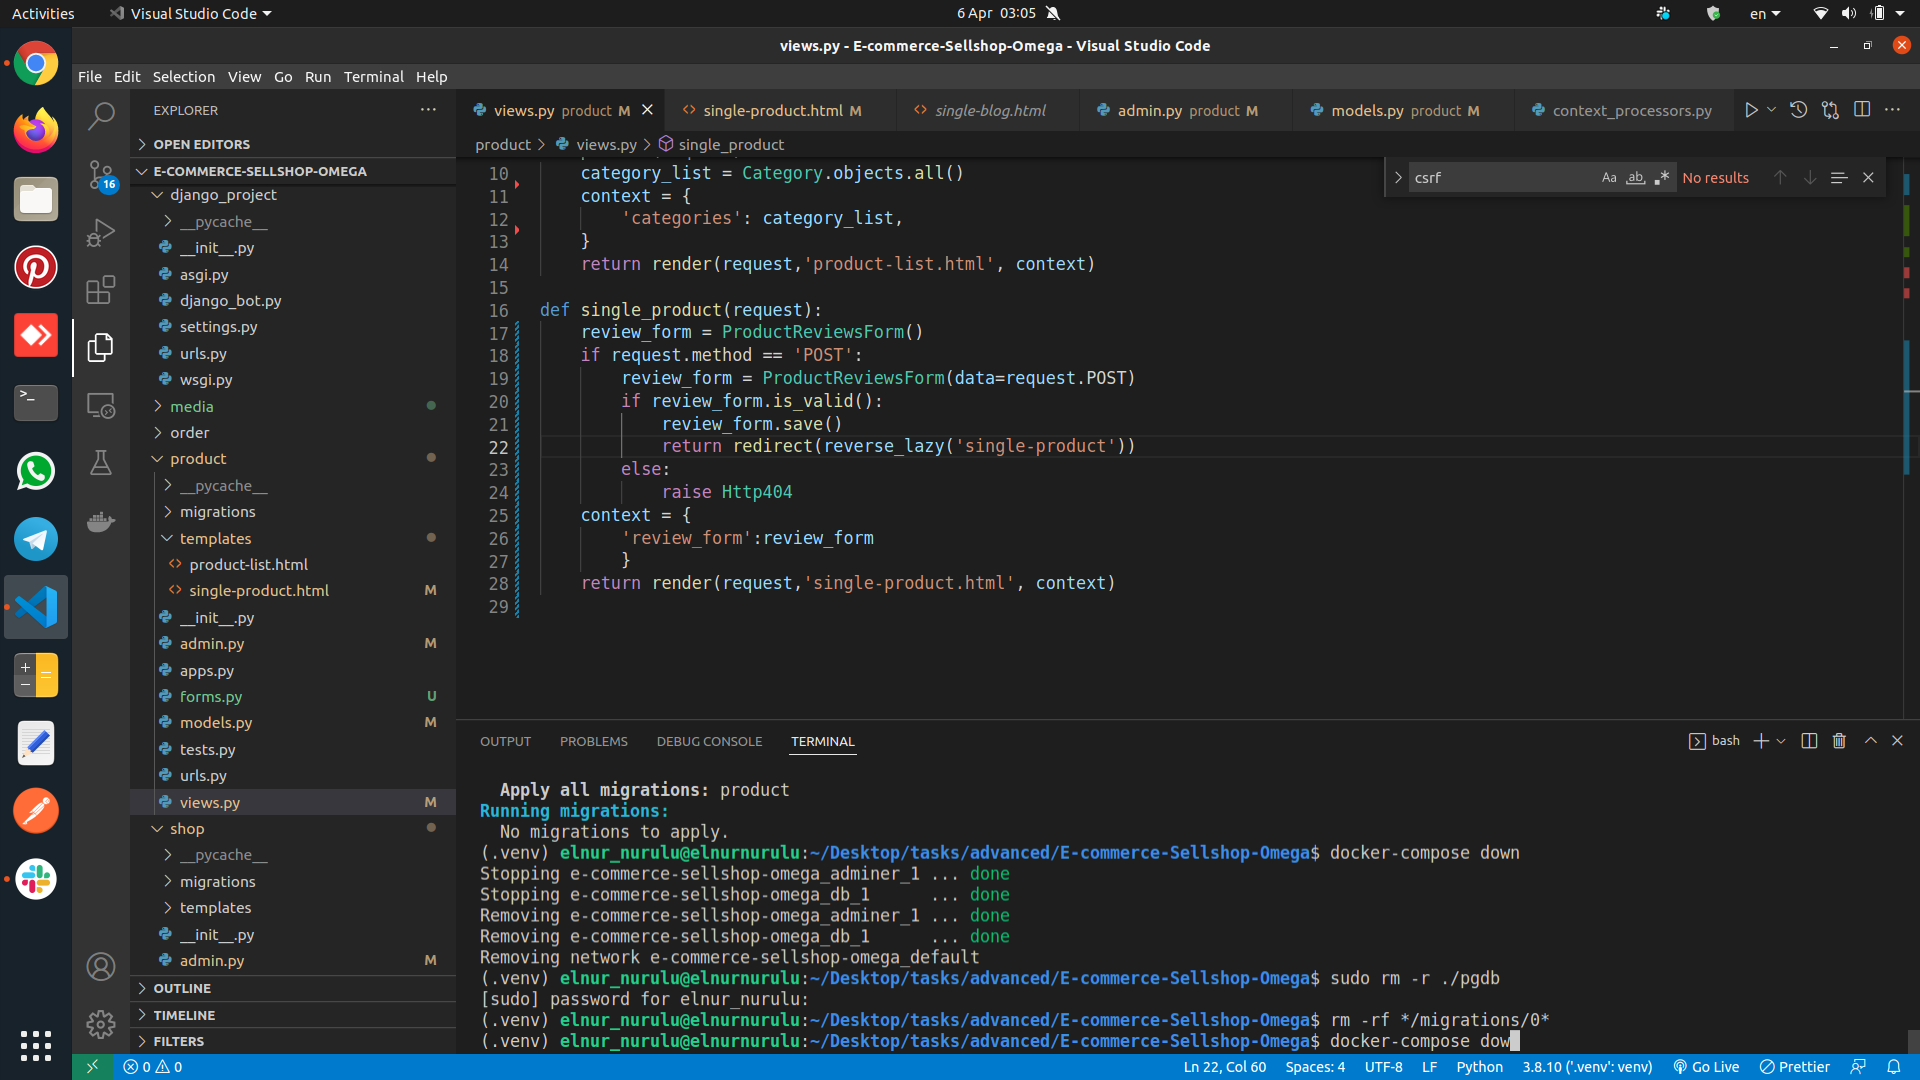 Activities
Visual Studio Code
6 Apr 03:05
en
views.py - E-commerce-Sellshop-Omega - Visual Studio Code
File Edit Selection View Go Run Terminal Help
EXPLORER
OPEN EDITORS
E-COMMERCE-SELLSHOP-OMEGA
16
django_project
__pycache__
__init__.py
asgi.py
django_bot.py
settings.py
urls.py
wsgi.py
media
order
product
__pycache__
migrations
templates
product-list.html
single-product.html M
__init__.py
admin.py M
apps.py
forms.py U
models.py M
tests.py
urls.py
views.py M
shop
__pycache__
migrations
templates
__init__.py
admin.py M
OUTLINE
TIMELINE
FILTERS
views.py product M
single-product.html M
single-blog.html
admin.py product M
models.py product M
context_processors.py
product > views.py > single_product
csrf
Aa ab .*
No results
10 category_list = Category.objects.all()
11 context = {
12 'categories': category_list,
13 }
14 return render(request,'product-list.html', context)
15
16 def single_product(request):
17 review_form = ProductReviewsForm()
18 if request.method == 'POST':
19 review_form = ProductReviewsForm(data=request.POST)
20 if review_form.is_valid():
21 review_form.save()
22 return redirect(reverse_lazy('single-product'))
23 else:
24 raise Http404
25 context = {
26 'review_form':review_form
27 }
28 return render(request,'single-product.html', context)
29
OUTPUT PROBLEMS DEBUG CONSOLE TERMINAL
bash
Apply all migrations: product
Running migrations:
No migrations to apply.
(.venv) elnur_nurulu@elnurnurulu:~/Desktop/tasks/advanced/E-commerce-Sellshop-Omega$ docker-compose down
Stopping e-commerce-sellshop-omega_adminer_1 ... done
Stopping e-commerce-sellshop-omega_db_1 ... done
Removing e-commerce-sellshop-omega_adminer_1 ... done
Removing e-commerce-sellshop-omega_db_1 ... done
Removing network e-commerce-sellshop-omega_default
(.venv) elnur_nurulu@elnurnurulu:~/Desktop/tasks/advanced/E-commerce-Sellshop-Omega$ sudo rm -r ./pgdb
[sudo] password for elnur_nurulu:
(.venv) elnur_nurulu@elnurnurulu:~/Desktop/tasks/advanced/E-commerce-Sellshop-Omega$ rm -rf */migrations/0*
(.venv) elnur_nurulu@elnurnurulu:~/Desktop/tasks/advanced/E-commerce-Sellshop-Omega$ docker-compose dow
0 0
Ln 22, Col 60 Spaces: 4 UTF-8 LF Python 3.8.10 ('.venv': venv) Go Live Prettier